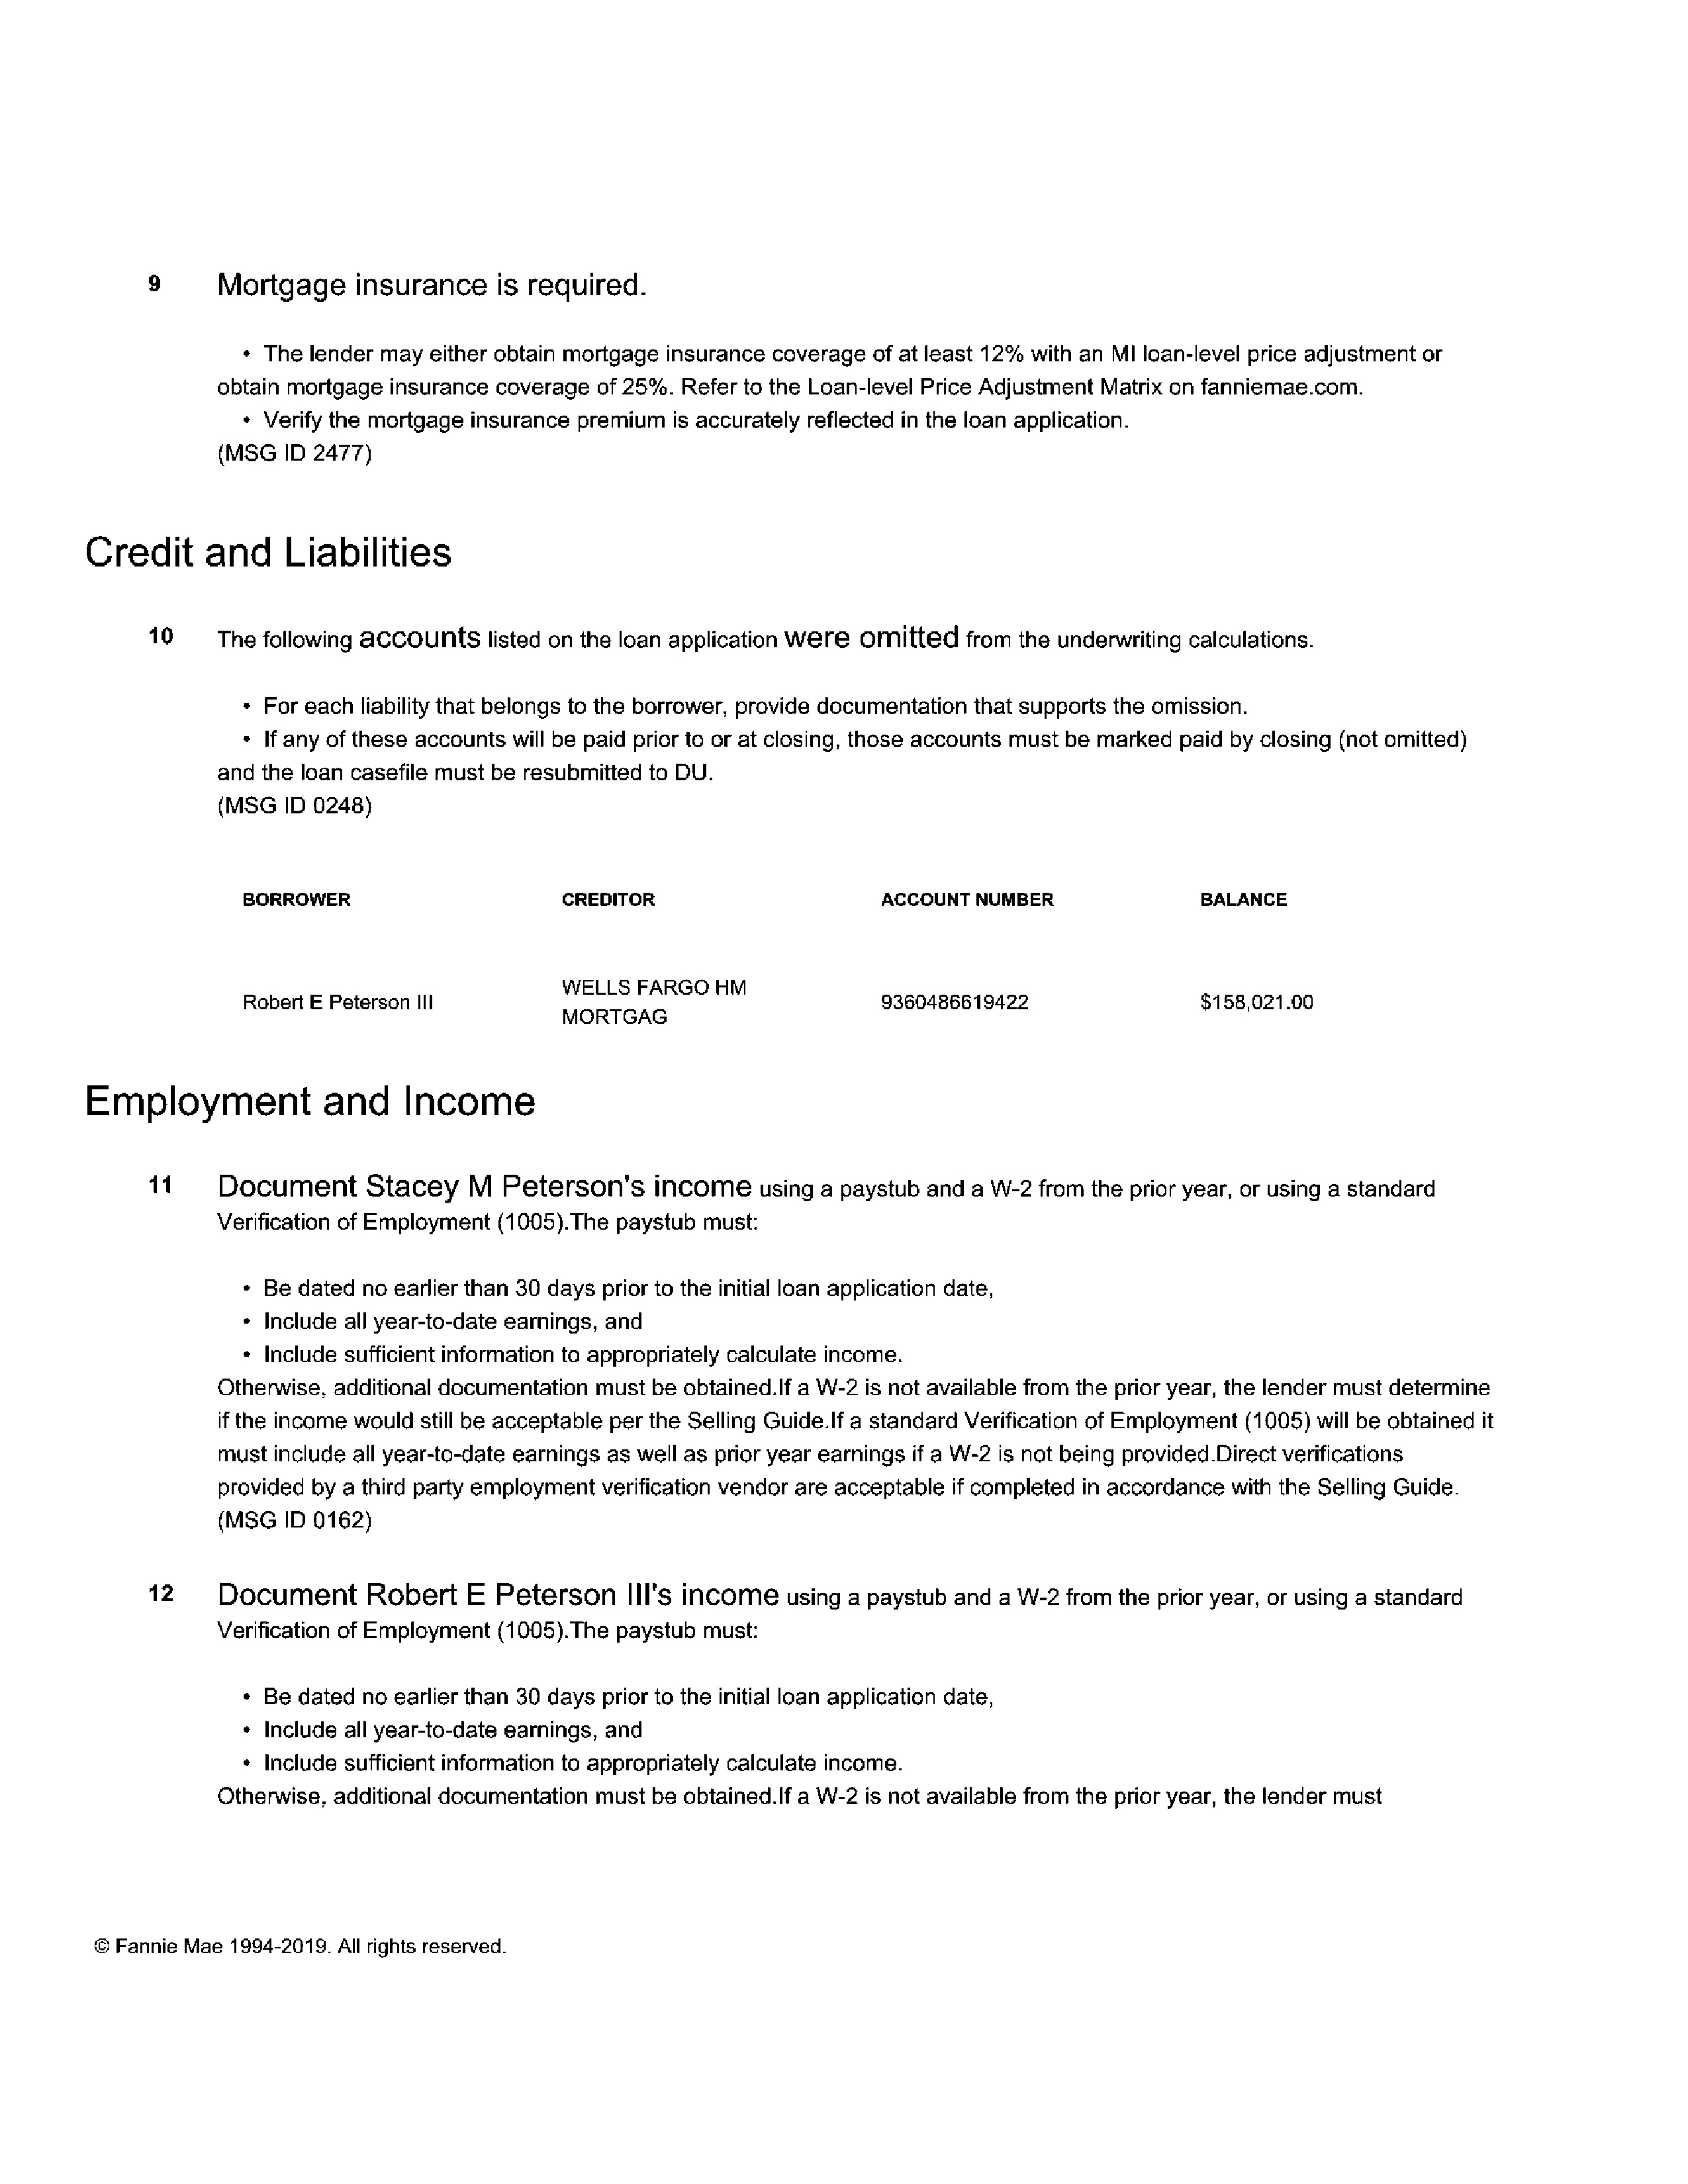 9 Mortgage insurance is required.
• The lender may either obtain mortgage insurance coverage of at least 12% with an MI loan-level price adjustment or
obtain mortgage insurance coverage of 25%. Refer to the Loan-level Price Adjustment Matrix on fanniemae.com.
• Verify the mortgage insurance premium is accurately reflected in the loan application.
(MSG ID 2477)
Credit and Liabilities
10 The following accounts listed on the loan application were omitted from the underwriting calculations.
• For each liability that belongs to the borrower, provide documentation that supports the omission.
• If any of these accounts will be paid prior to or at closing, those accounts must be marked paid by closing (not omitted)
and the loan casefile must be resubmitted to DU.
(MSG ID 0248)
BORROWER CREDITOR ACCOUNT NUMBER BALANCE
Robert E Peterson III WELLS FARGO HM 9360486619422 $158,021.00
MORTGAG
Employment and Income
11 Document Stacey M Peterson's income using a paystub and a W-2 from the prior year, or using a standard
Verification of Employment (1005).The paystub must:
• Be dated no earlier than 30 days prior to the initial loan application date,
• Include all year-to-date earnings, and
• Include sufficient information to appropriately calculate income.
Otherwise, additional documentation must be obtained.If a W-2 is not available from the prior year, the lender must determine
if the income would still be acceptable per the Selling Guide.If a standard Verification of Employment (1005) will be obtained it
must include all year-to-date earnings as well as prior year earnings if a W-2 is not being provided.Direct verifications
provided by a third party employment verification vendor are acceptable if completed in accordance with the Selling Guide.
(MSG ID 0162)
12 Document Robert E Peterson III's income using a paystub and a W-2 from the prior year, or using a standard
Verification of Employment (1005).The paystub must:
• Be dated no earlier than 30 days prior to the initial loan application date,
• Include all year-to-date earnings, and
• Include sufficient information to appropriately calculate income.
Otherwise, additional documentation must be obtained.If a W-2 is not available from the prior year, the lender must
© Fannie Mae 1994-2019. All rights reserved.